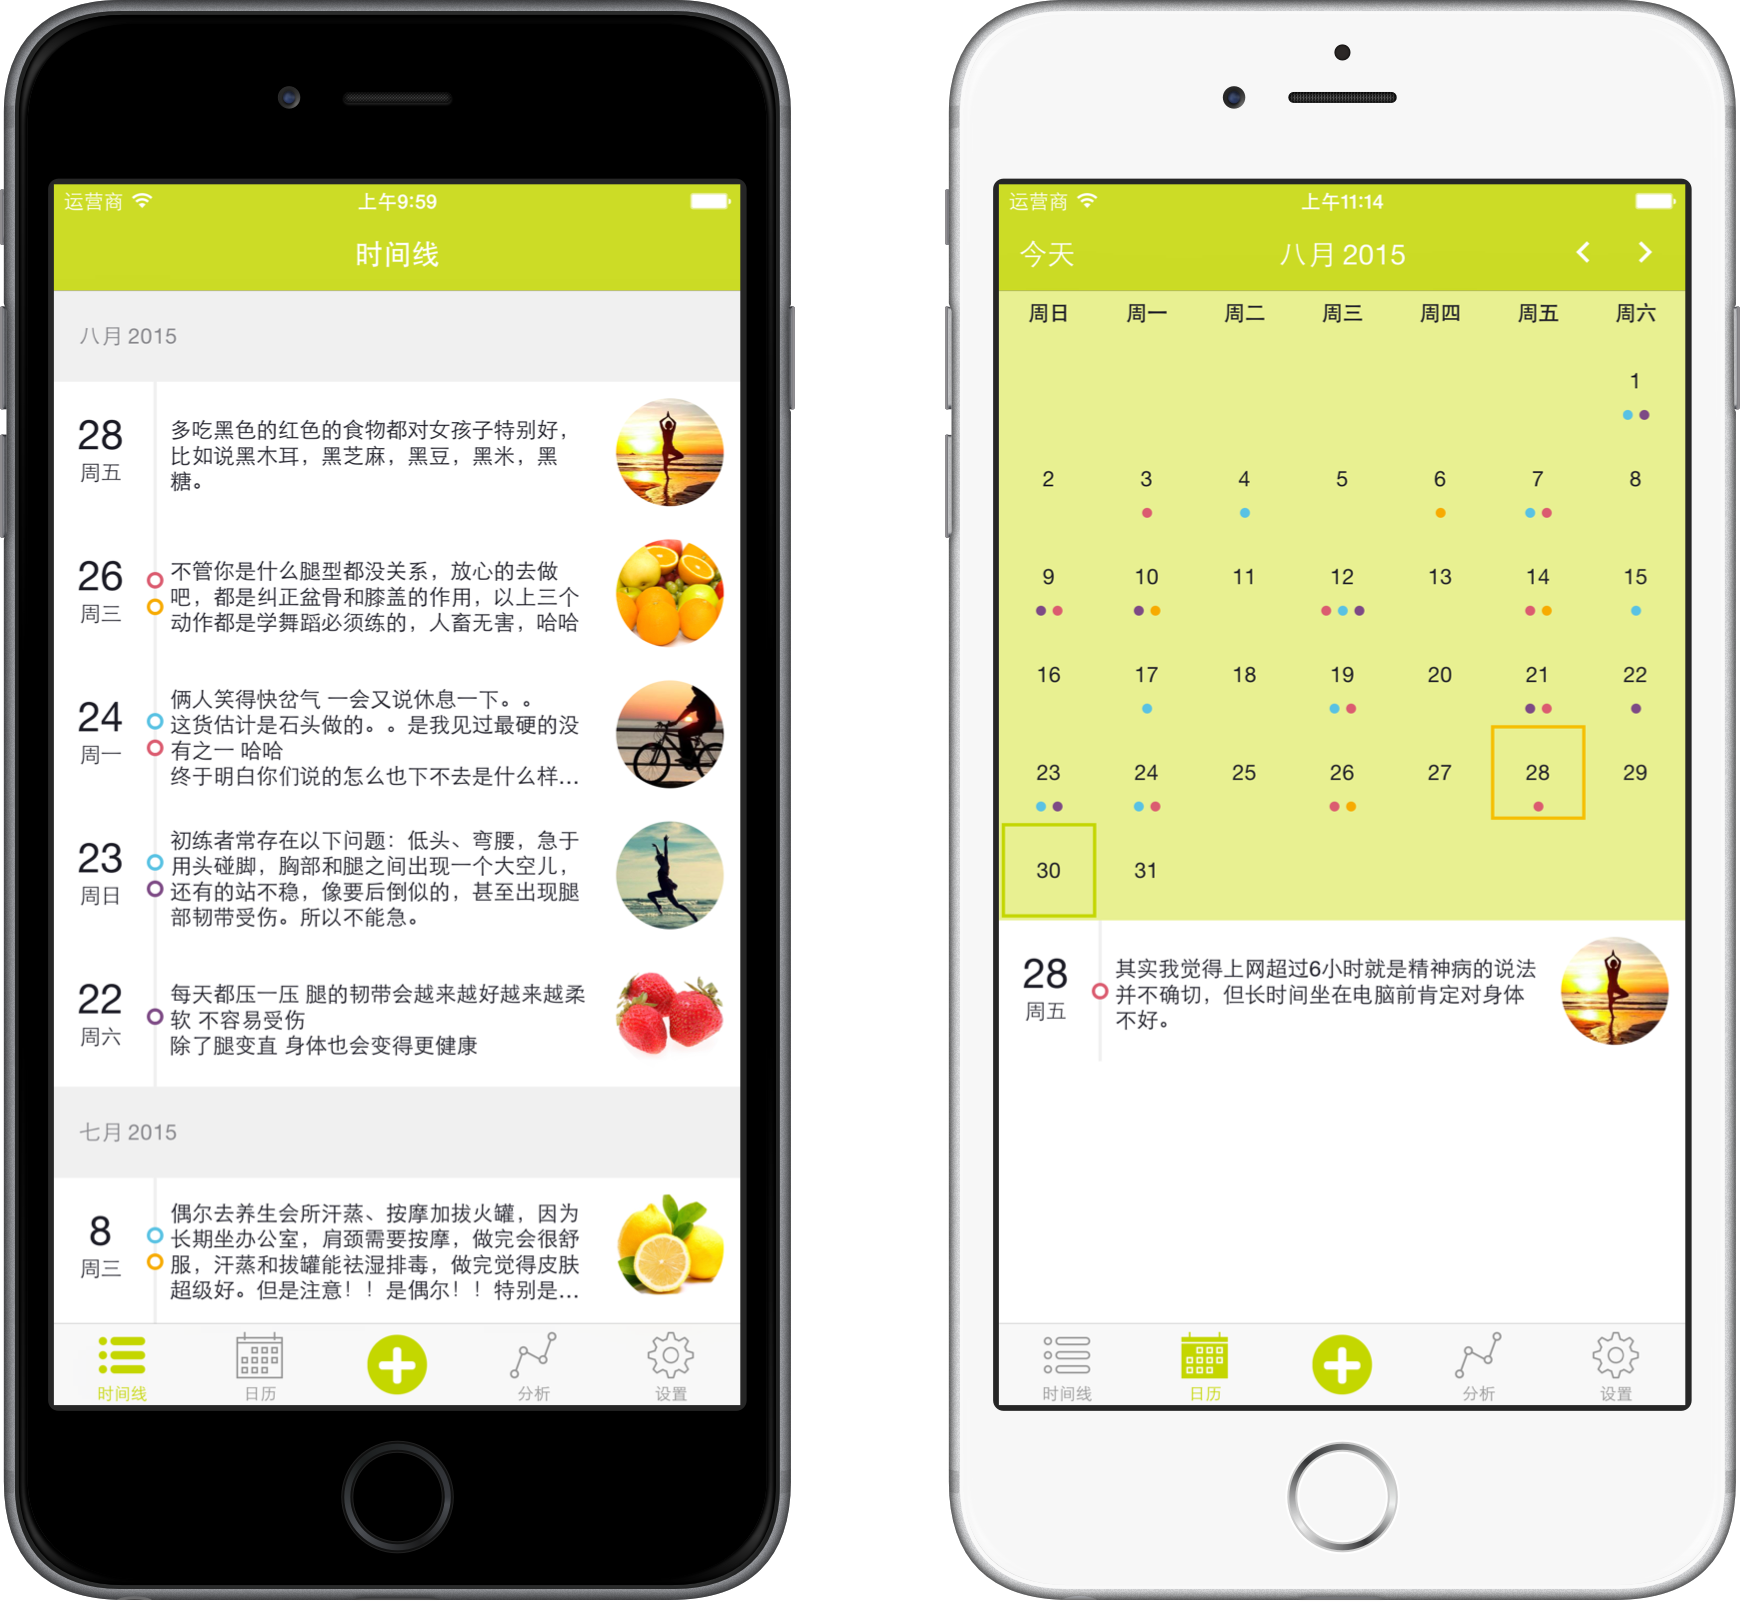 运营商
上午9:59
时间线
八月 2015
28
周五
多吃黑色的红色的食物都对女孩子特别好，
比如说黑木耳，黑芝麻，黑豆，黑米，黑
糖。
26
周三
不管你是什么腿型都没关系，放心的去做
吧，都是纠正盆骨和膝盖的作用，以上三个
动作都是学舞蹈必须练的，人畜无害，哈哈
24
周一
俩人笑得快岔气 一会又说休息一下。。
这货估计是石头做的。。是我见过最硬的没
有之一 哈哈
终于明白你们说的怎么也下不去是什么样...
23
周日
初练者常存在以下问题：低头、弯腰，急于
用头碰脚，胸部和腿之间出现一个大空儿，
还有的站不稳，像要后倒似的，甚至出现腿
部韧带受伤。所以不能急。
22
周六
每天都压一压 腿的韧带会越来越好越来越柔
软 不容易受伤
除了腿变直 身体也会变得更健康
七月 2015
8
周三
偶尔去养生会所汗蒸、按摩加拔火罐，因为
长期坐办公室，肩颈需要按摩，做完会很舒
服，汗蒸和拔罐能祛湿排毒，做完觉得皮肤
超级好。但是注意！！是偶尔！！特别是...
时间线 日历 分析 设置
运营商
上午11:14
今天 八月 2015
周日 周一 周二 周三 周四 周五 周六
1
2 3 4 5 6 7 8
9 10 11 12 13 14 15
16 17 18 19 20 21 22
23 24 25 26 27 28 29
30 31
28
周五
其实我觉得上网超过6小时就是精神病的说法
并不确切，但长时间坐在电脑前肯定对身体
不好。
时间线 日历 分析 设置